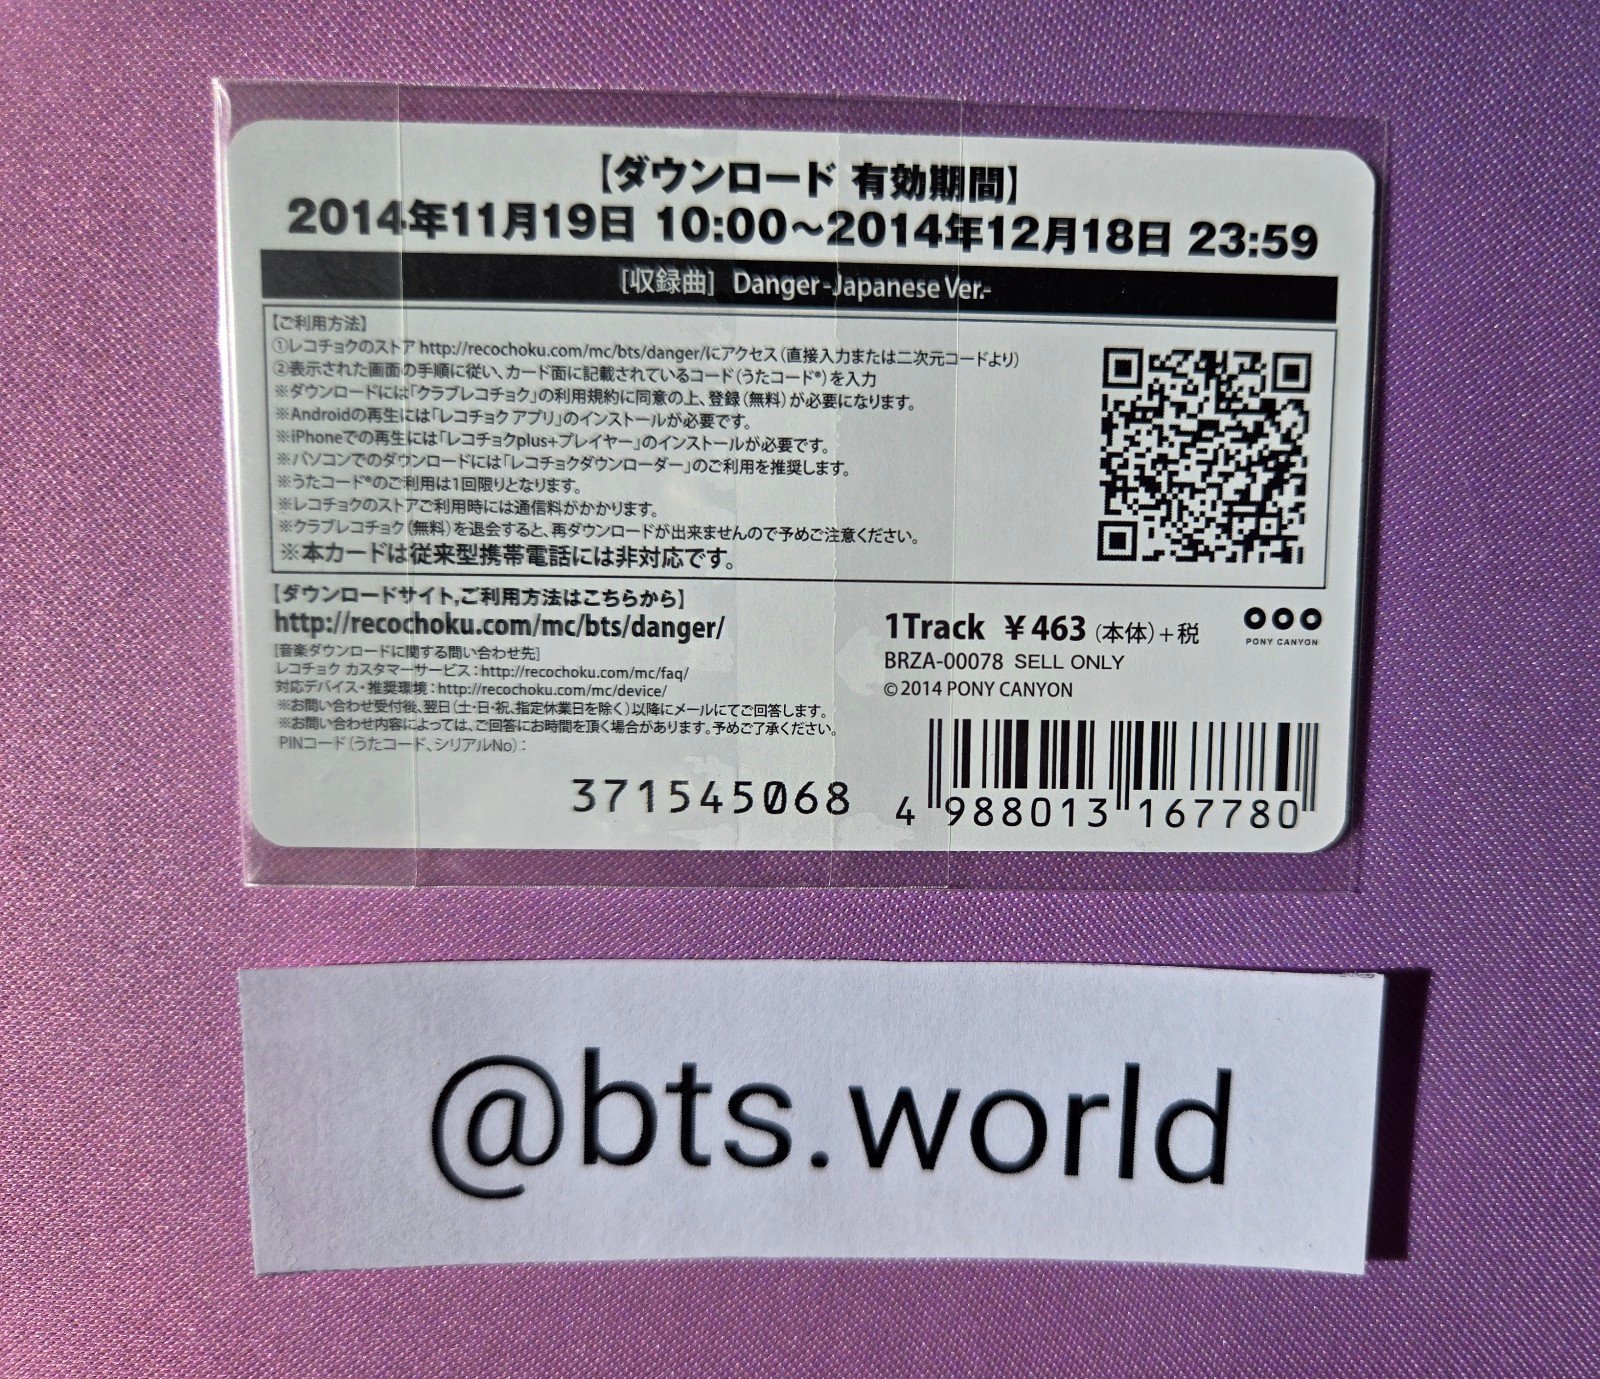 【ダウンロード 有効期間】
2014年11月19日 10:00〜2014年12月18日 23:59
[収録曲] Danger-Japanese Ver.-
【ご利用方法】
①レコチョクのストア http://recochoku.com/mc/bts/danger/にアクセス（直接入力または二次元コードより）
②表示された画面の手順に従い、カード面に記載されているコード（うたコード®）を入力
※ダウンロードには「クラブレコチョク」の利用規約に同意の上、登録（無料）が必要になります。
※Androidの再生には「レコチョク アプリ」のインストールが必要です。
※iPhoneでの再生には「レコチョクplus+プレイヤー」のインストールが必要です。
※パソコンでのダウンロードには「レコチョクダウンローダー」のご利用を推奨します。
※うたコード®のご利用は1回限りとなります。
※レコチョクのストアご利用時には通信料がかかります。
※クラブレコチョク（無料）を退会すると、再ダウンロードが出来ませんので予めご注意ください。
※本カードは従来型携帯電話には非対応です。
【ダウンロードサイト,ご利用方法はこちらから】
http://recochoku.com/mc/bts/danger/
[音楽ダウンロードに関する問い合わせ先]
レコチョク カスタマーサービス：http://recochoku.com/mc/faq/
対応デバイス・推奨環境：http://recochoku.com/mc/device/
※お問い合わせ受付後、翌日（土・日・祝、指定休業日を除く）以降にメールにてご回答します。
※お問い合わせ内容によっては、ご回答にお時間を頂く場合があります。予めご了承ください。
PINコード（うたコード、シリアルNo）：
371545068
1Track ¥463（本体）+税
BRZA-00078 SELL ONLY
©2014 PONY CANYON
PONY CANYON
4 988013 167780
@bts.world